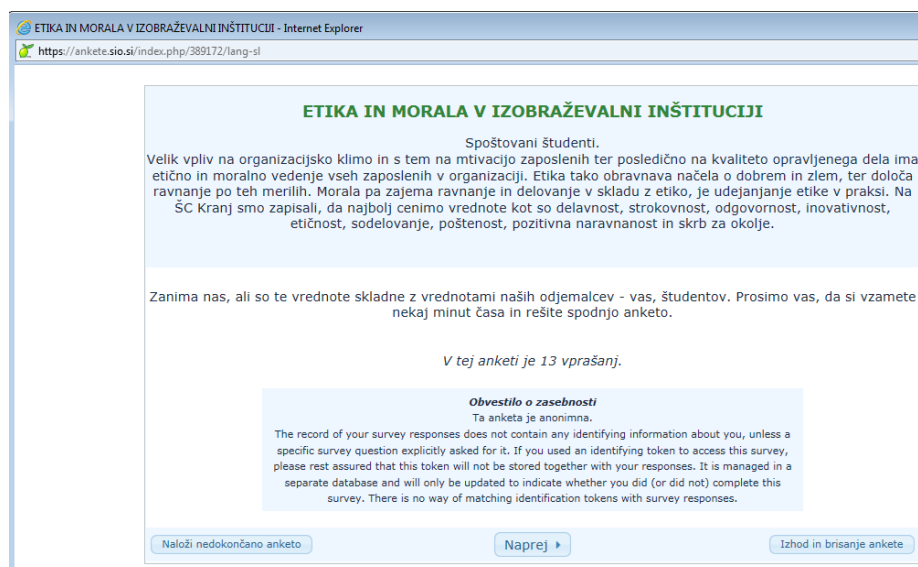 ETIKA IN MORALA V IZOBRAŽEVALNI INŠTITUCIJI - Internet Explorer
https://ankete.sio.si/index.php/389172/lang-sl
ETIKA IN MORALA V IZOBRAŽEVALNI INŠTITUCIJI
Spoštovani študenti.
Velik vpliv na organizacijsko klimo in s tem na mtivacijo zaposlenih ter posledično na kvaliteto opravljenega dela ima
etično in moralno vedenje vseh zaposlenih v organizaciji. Etika tako obravava načela o dobrem in zlem, ter določa
ravnanje po teh merilih. Morala pa zajema ravnanje in delovanje v skladu z etiko, je udejanjanje etike v praksi. Na
ŠC Kranj smo zapisali, da najbolj cenimo vrednote kot so delavnost, strokovnost, odgovornost, inovativnost,
etičnost, sodelovanje, poštenost, pozitivna naravnanost in skrb za okolje.
Zanima nas, ali so te vrednote skladne z vrednotami naših odjemalcev - vas, študentov. Prosimo vas, da si vzamete
nekaj minut časa in rešite spodnjo anketo.
V tej anketi je 13 vprašanj.
Obvestilo o zasebnosti
Ta anketa je anonimna.
The record of your survey responses does not contain any identifying information about you, unless a
specific survey question explicitly asked for it. If you used an identifying token to access this survey,
please rest assured that this token will not be stored together with your responses. It is managed in a
separate database and will only be updated to indicate whether you did (or did not) complete this
survey. There is no way of matching identification tokens with survey responses.
Naloži nedokončano anketo
Naprej
Izhod in brisanje ankete